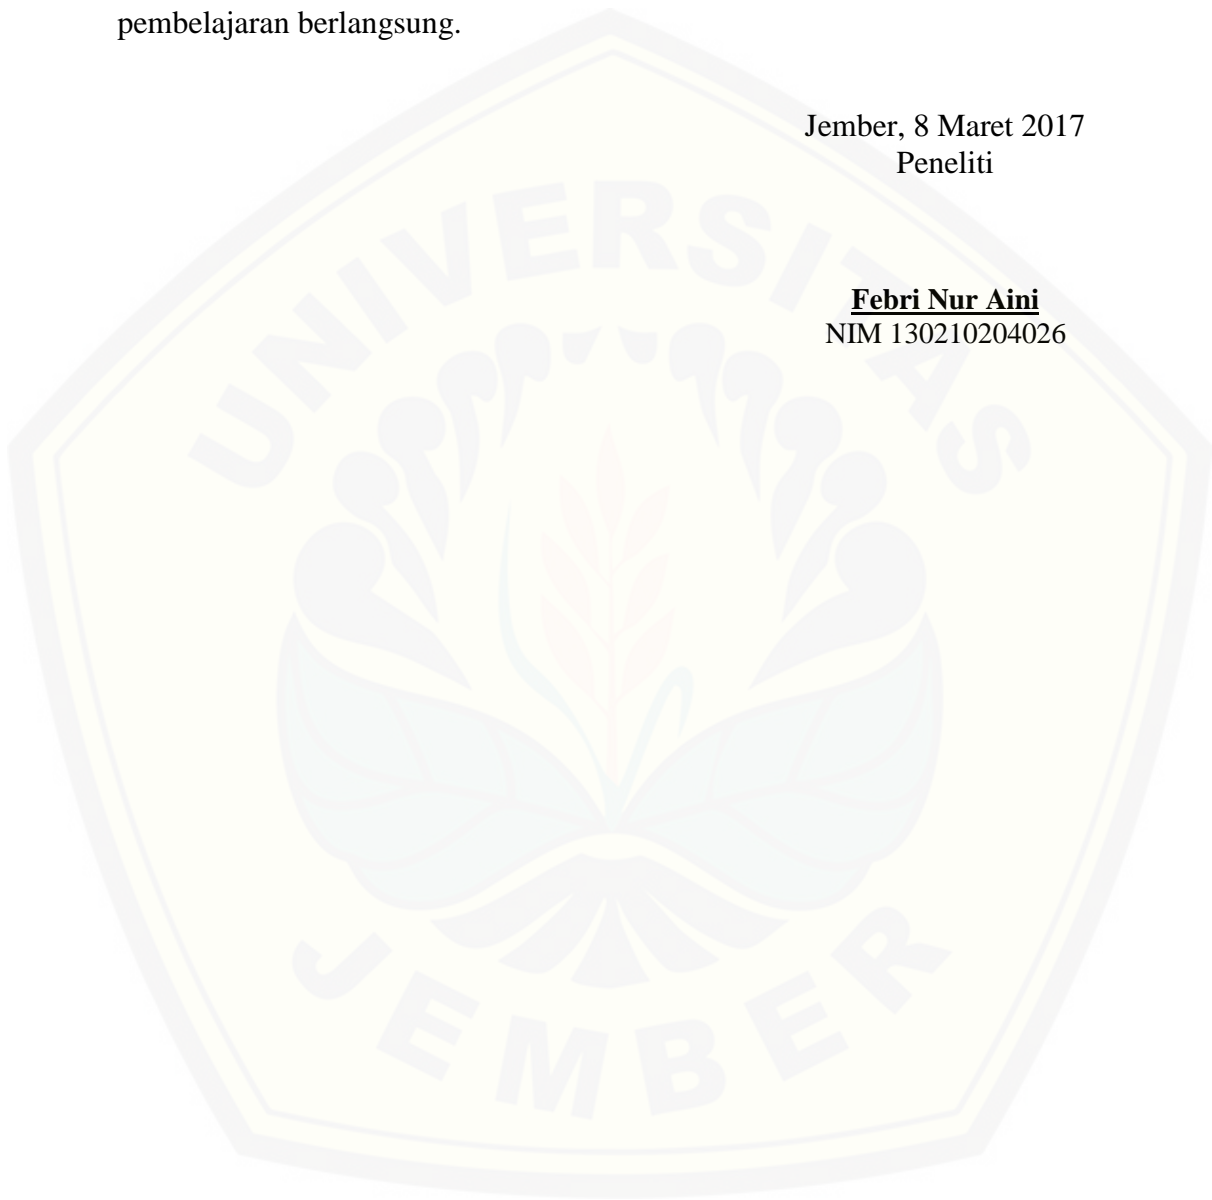 pembelajaran berlangsung.
Jember, 8 Maret 2017
Peneliti
Febri Nur Aini
NIM 130210204026
UNIVERSITAS
JEMBER